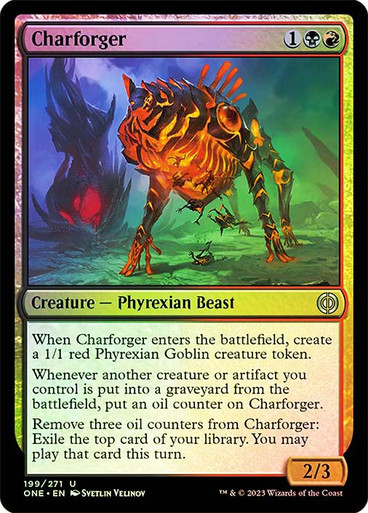 Charforger 1
Creature — Phyrexian Beast
When Charforger enters the battlefield, create
a 1/1 red Phyrexian Goblin creature token.
Whenever another creature or artifact you
control is put into a graveyard from the
battlefield, put an oil counter on Charforger.
Remove three oil counters from Charforger:
Exile the top card of your library. You may
play that card this turn.
2/3
199/271 U
ONE • EN Svetlin Velinov ™ & © 2023 Wizards of the Coast